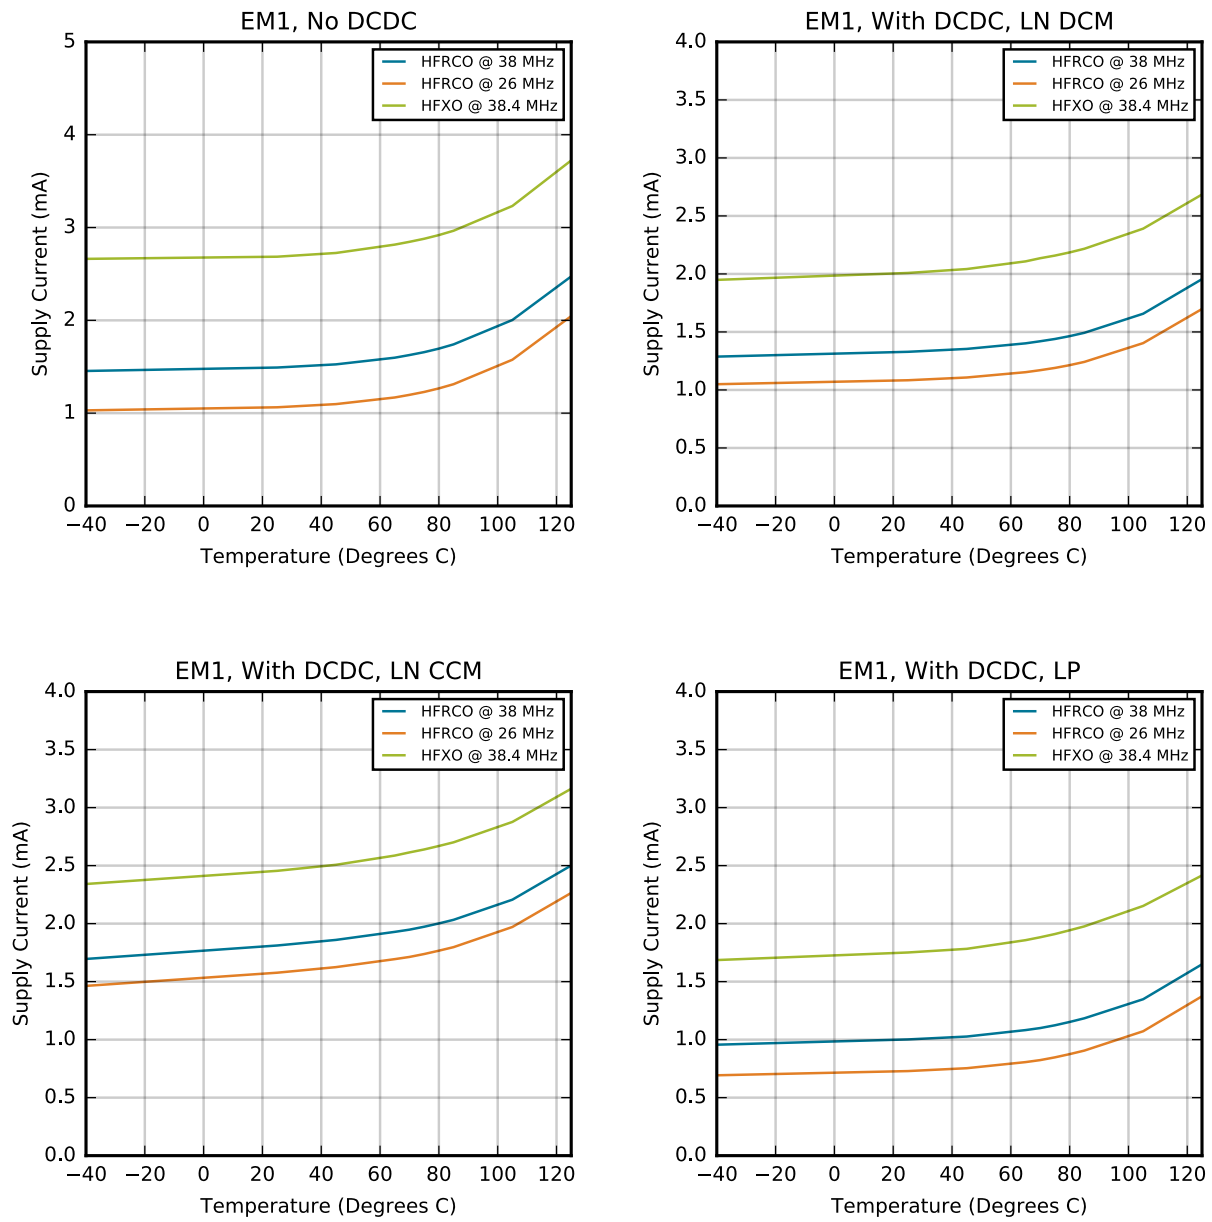 EM1, No DCDC
5
4
3
2
1
0
Supply Current (mA)
HFRCO @ 38 MHz
HFRCO @ 26 MHz
HFXO @ 38.4 MHz
−40 −20 0 20 40 60 80 100 120
Temperature (Degrees C)
EM1, With DCDC, LN DCM
4.0
3.5
3.0
2.5
2.0
1.5
1.0
0.5
0.0
Supply Current (mA)
HFRCO @ 38 MHz
HFRCO @ 26 MHz
HFXO @ 38.4 MHz
−40 −20 0 20 40 60 80 100 120
Temperature (Degrees C)
EM1, With DCDC, LN CCM
4.0
3.5
3.0
2.5
2.0
1.5
1.0
0.5
0.0
Supply Current (mA)
HFRCO @ 38 MHz
HFRCO @ 26 MHz
HFXO @ 38.4 MHz
−40 −20 0 20 40 60 80 100 120
Temperature (Degrees C)
EM1, With DCDC, LP
4.0
3.5
3.0
2.5
2.0
1.5
1.0
0.5
0.0
Supply Current (mA)
HFRCO @ 38 MHz
HFRCO @ 26 MHz
HFXO @ 38.4 MHz
−40 −20 0 20 40 60 80 100 120
Temperature (Degrees C)